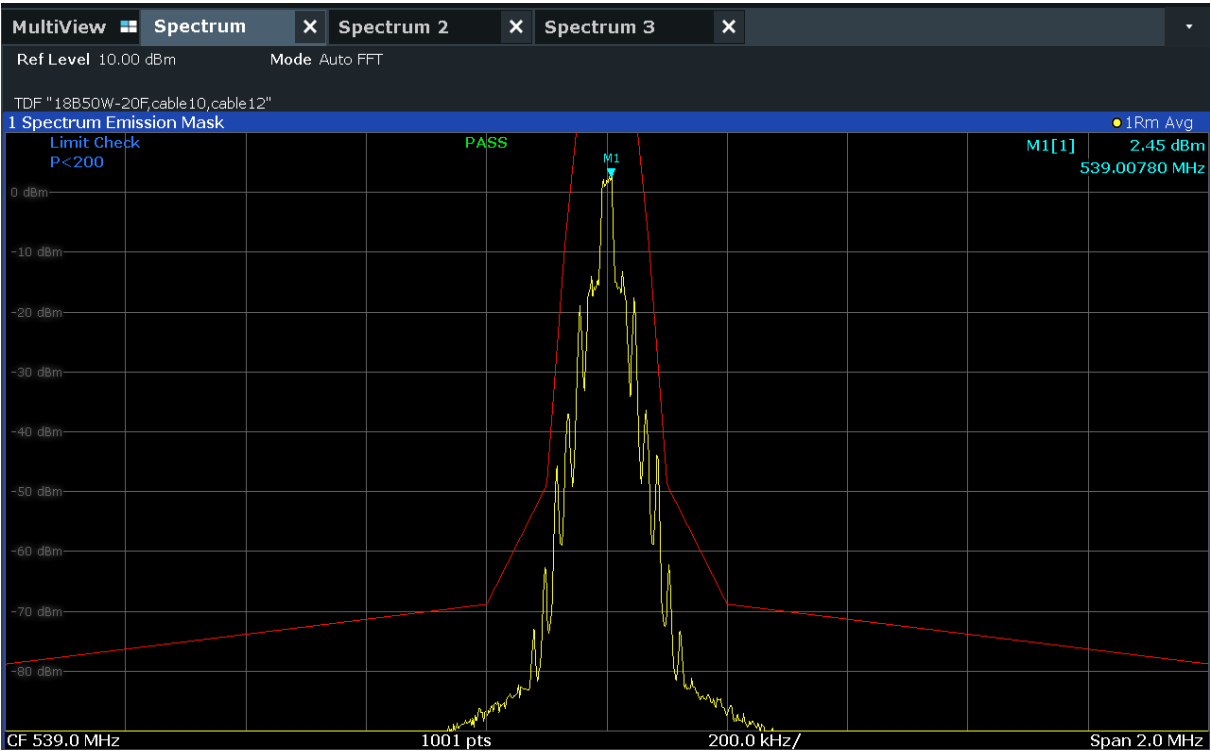 MultiView Spectrum X Spectrum 2 X Spectrum 3 X
Ref Level 10.00 dBm Mode Auto FFT
TDF "18B50W-20F,cable10,cable12"
1 Spectrum Emission Mask 1Rm Avg
Limit Check PASS M1[1] 2.45 dBm
P<200 539.00780 MHz
M1
0 dBm
-10 dBm
-20 dBm
-30 dBm
-40 dBm
-50 dBm
-60 dBm
-70 dBm
-80 dBm
CF 539.0 MHz 1001 pts 200.0 kHz/ Span 2.0 MHz